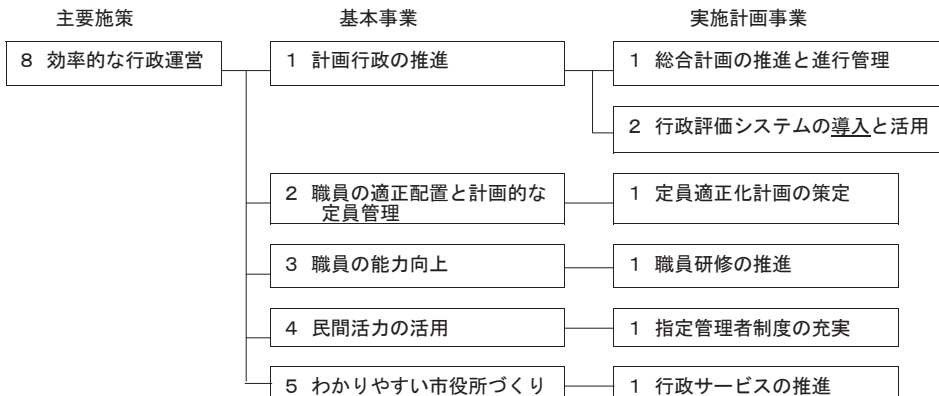 主要施策 基本事業 実施計画事業
8 効率的な行政運営
1 計画行政の推進
1 総合計画の推進と進行管理
2 行政評価システムの導入と活用
2 職員の適正配置と計画的な
定員管理
1 定員適正化計画の策定
3 職員の能力向上
1 職員研修の推進
4 民間活力の活用
1 指定管理者制度の充実
5 わかりやすい市役所づくり
1 行政サービスの推進